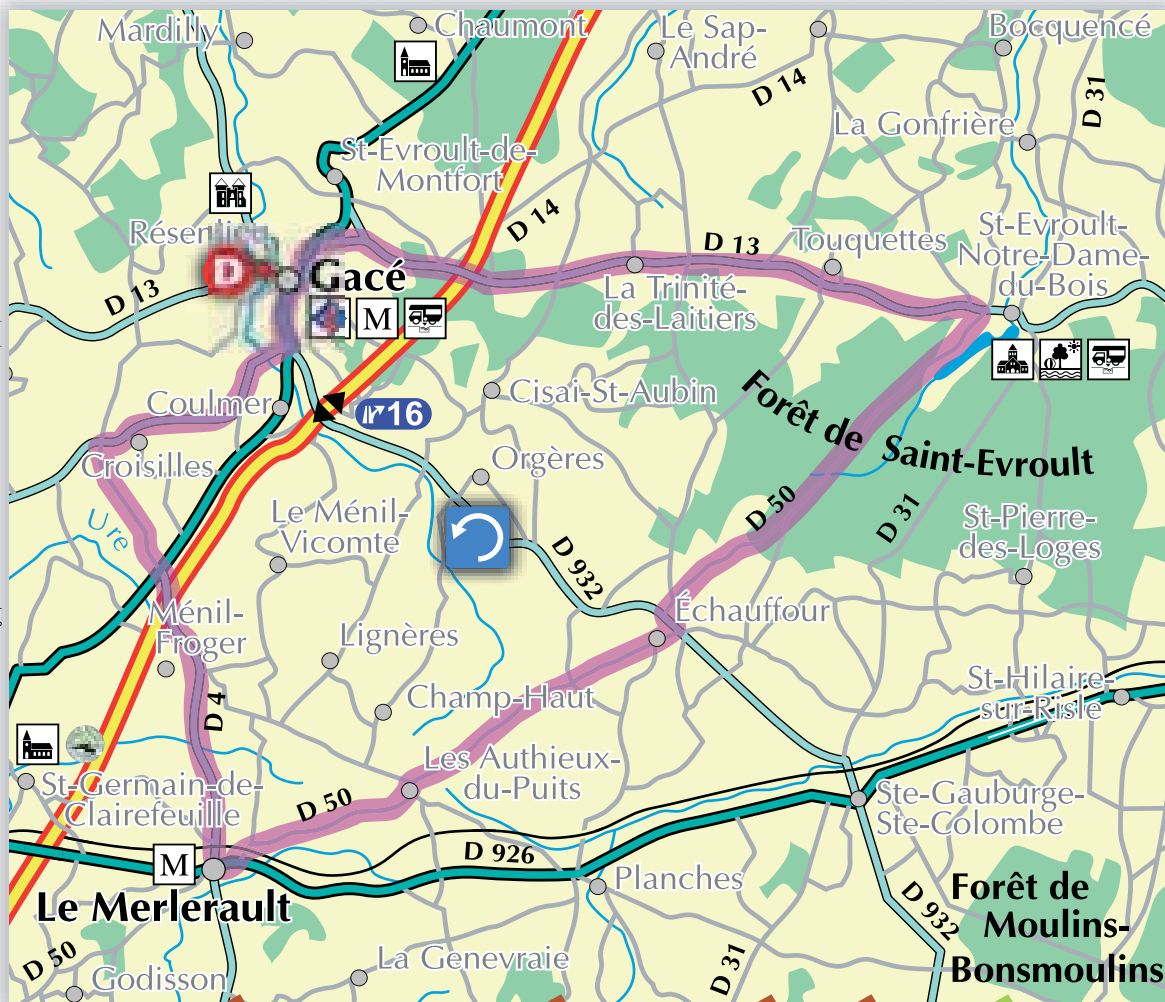 Mardilly
Chaumont
Le Sap-
André
Bocquencé
D 14
D 31
La Gonfrière
St-Evroult-de-
Montfort
D 14
D 13
Touquettes
St-Evroult-
Notre-Dame-
du-Bois
D
Gacé
D 13
La Trinité-
des-Laitiers
M
Coulmer
16
Cisai-St-Aubin
Forêt de Saint-Evroult
Croisilles
Orgères
Ure
Le Ménil-
Vicomte
D 50
D 31
St-Pierre-
des-Loges
D 932
Ménil-
Froger
Lignères
Échauffour
D 4
Champ-Haut
St-Hilaire-
sur-Risle
St-Germain-de-
Clairefeuille
Les Authieux-
du-Puits
D 50
Ste-Gauburge-
Ste-Colombe
M
D 926
Le Merlerault
Planches
D 932
Forêt de
Moulins-
Bonsmoulins
D 50
Godisson
La Genevraie
D 31